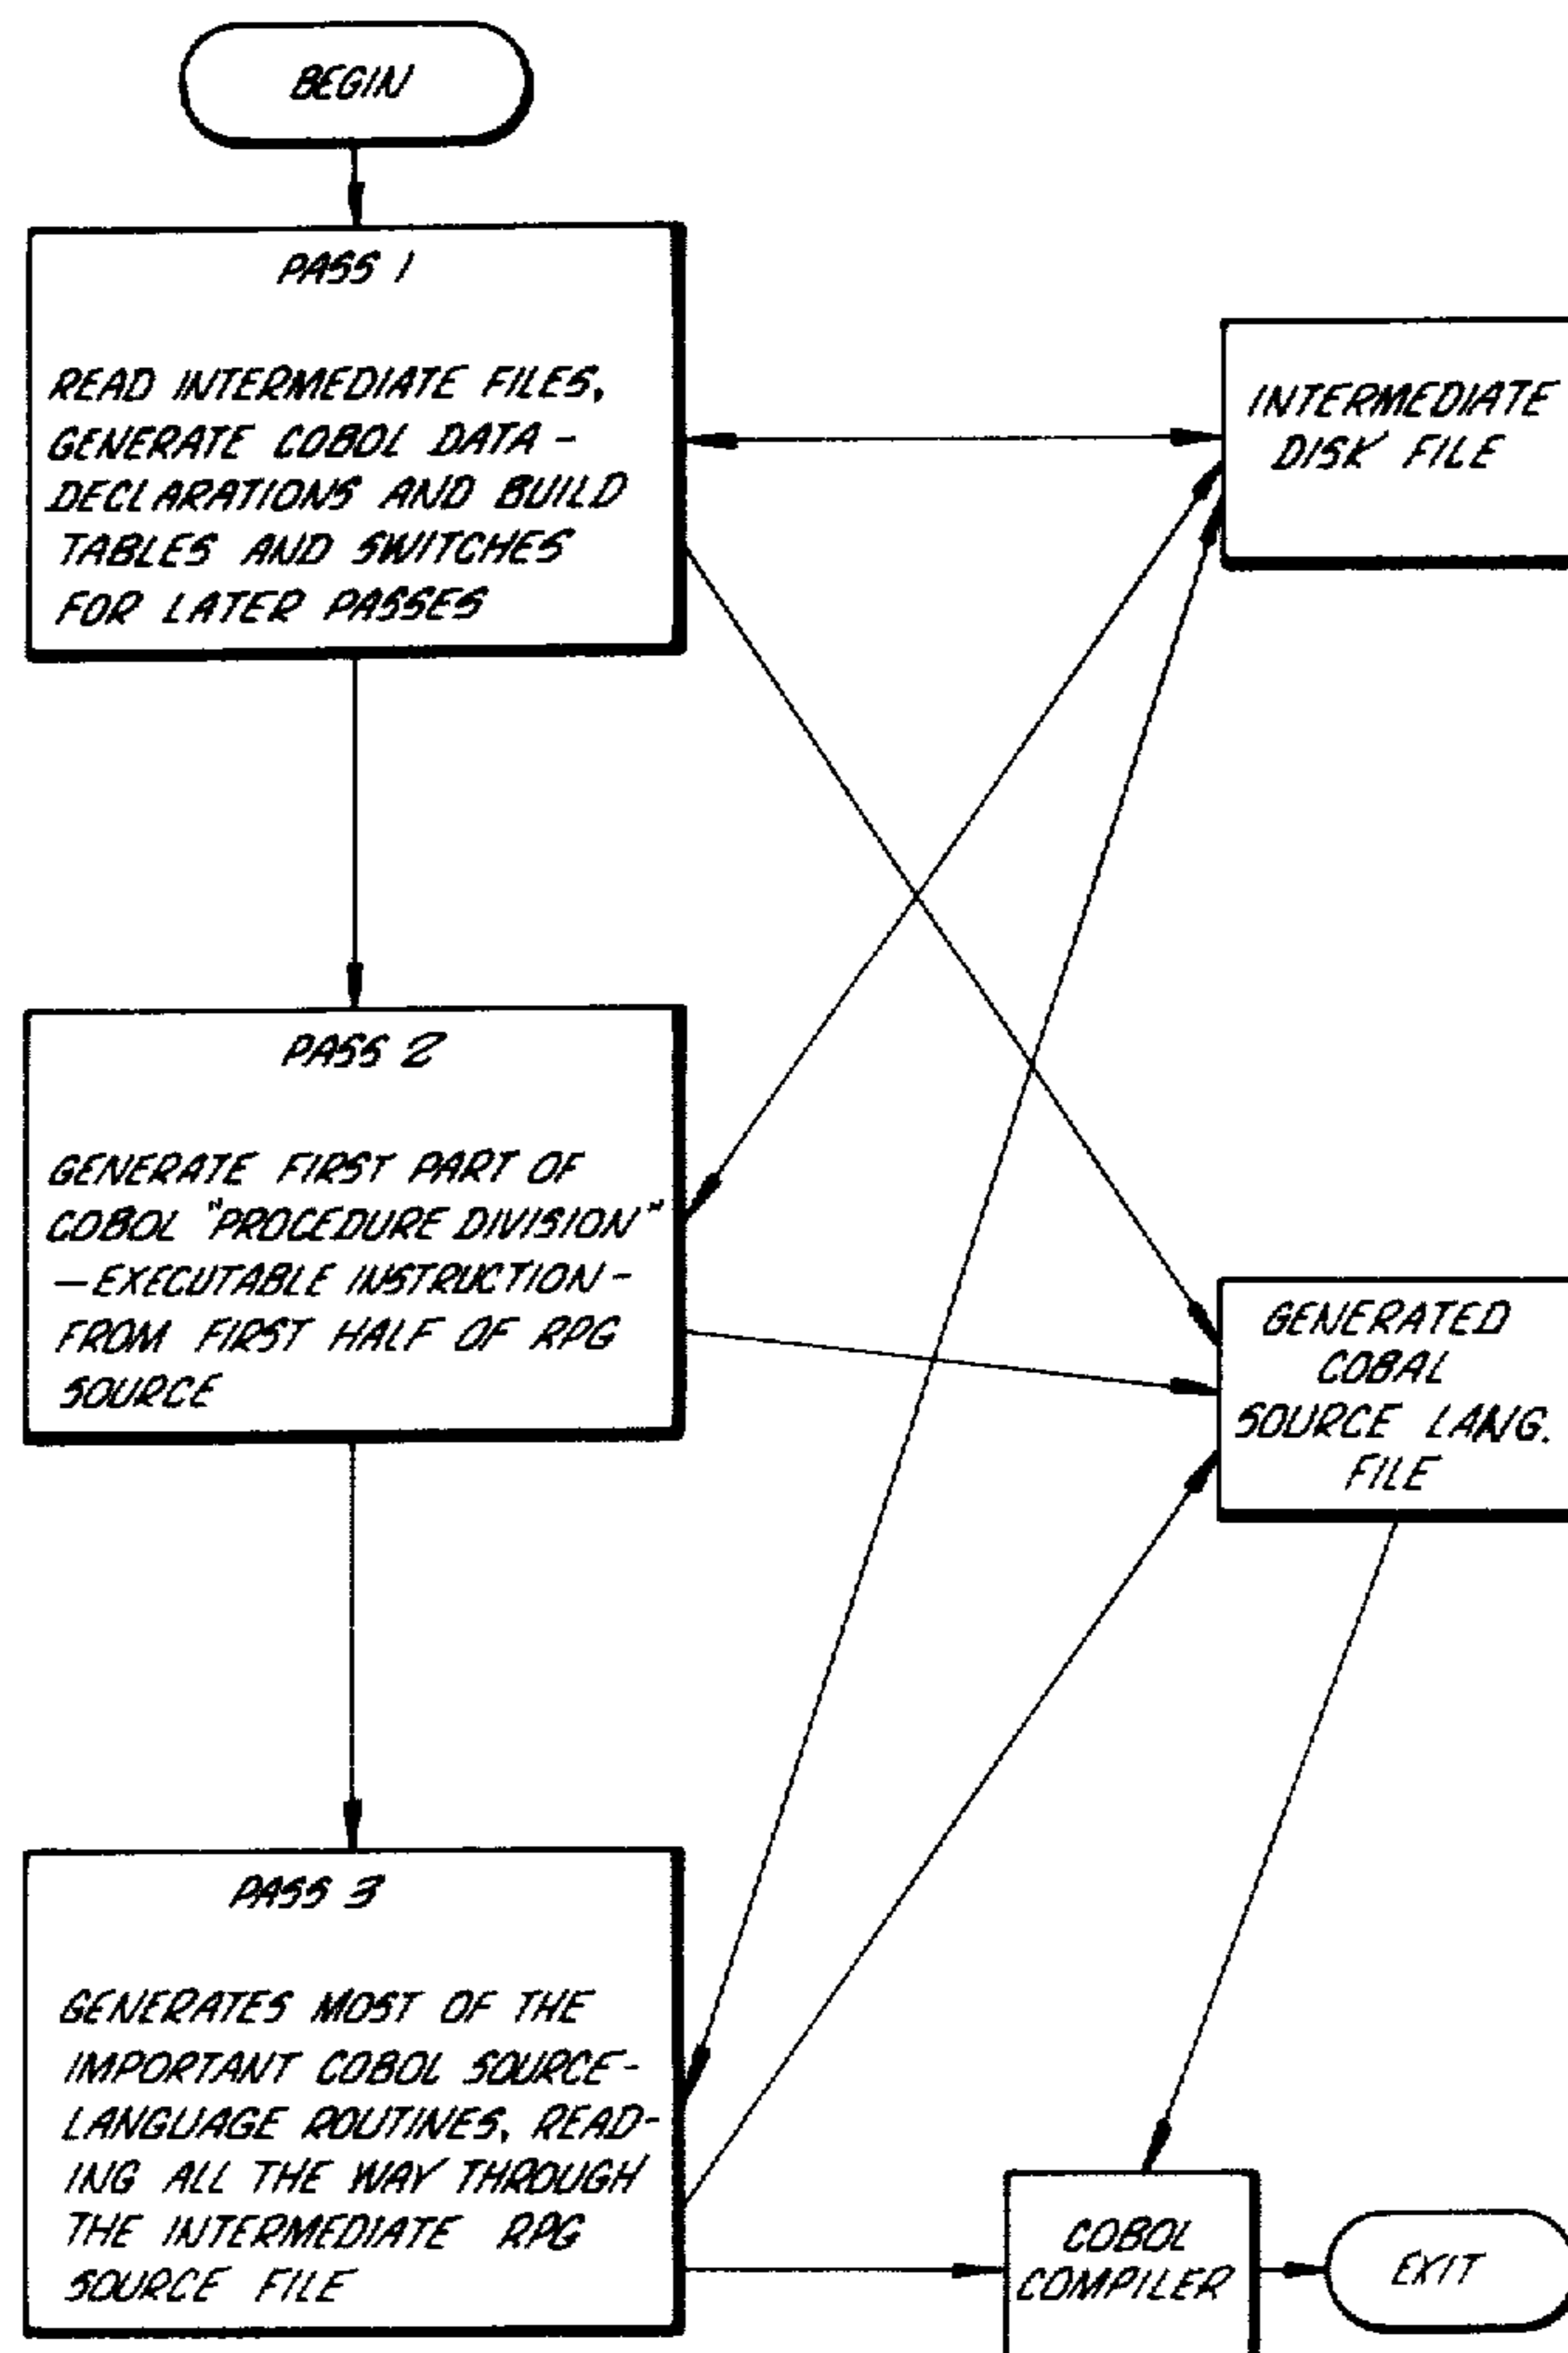 BEGIN
PASS 1
READ INTERMEDIATE FILES,
GENERATE COBOL DATA-
DECLARATIONS AND BUILD
TABLES AND SWITCHES
FOR LATER PASSES
INTERMEDIATE
DISK FILE
PASS 2
GENERATE FIRST PART OF
COBOL "PROCEDURE DIVISION"
—EXECUTABLE INSTRUCTION-
FROM FIRST HALF OF RPG
SOURCE
GENERATED
COBAL
SOURCE LANG.
FILE
PASS 3
GENERATES MOST OF THE
IMPORTANT COBOL SOURCE-
LANGUAGE ROUTINES, READ-
ING ALL THE WAY THROUGH
THE INTERMEDIATE RPG
SOURCE FILE
COBOL
COMPILER
EXIT